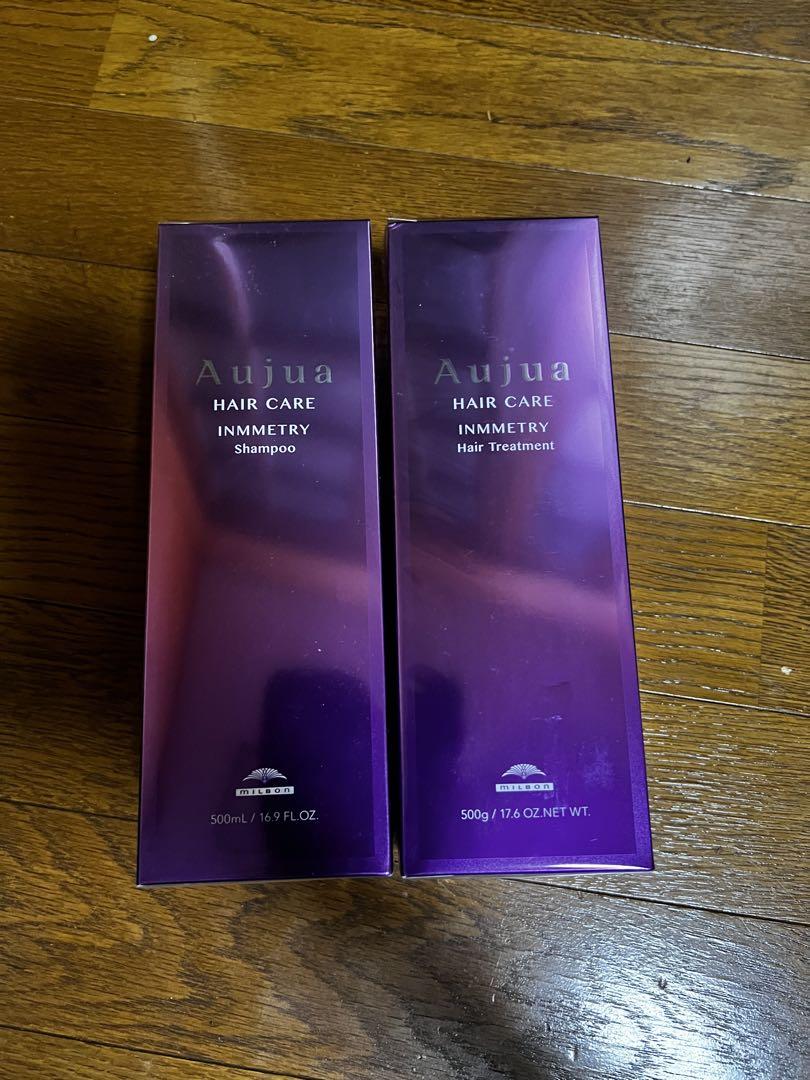 Aujua
HAIR CARE
INMMETRY
Shampoo
MILBON
500mL / 16.9 FL.OZ.
Aujua
HAIR CARE
INMMETRY
Hair Treatment
MILBON
500g / 17.6 OZ.NET WT.